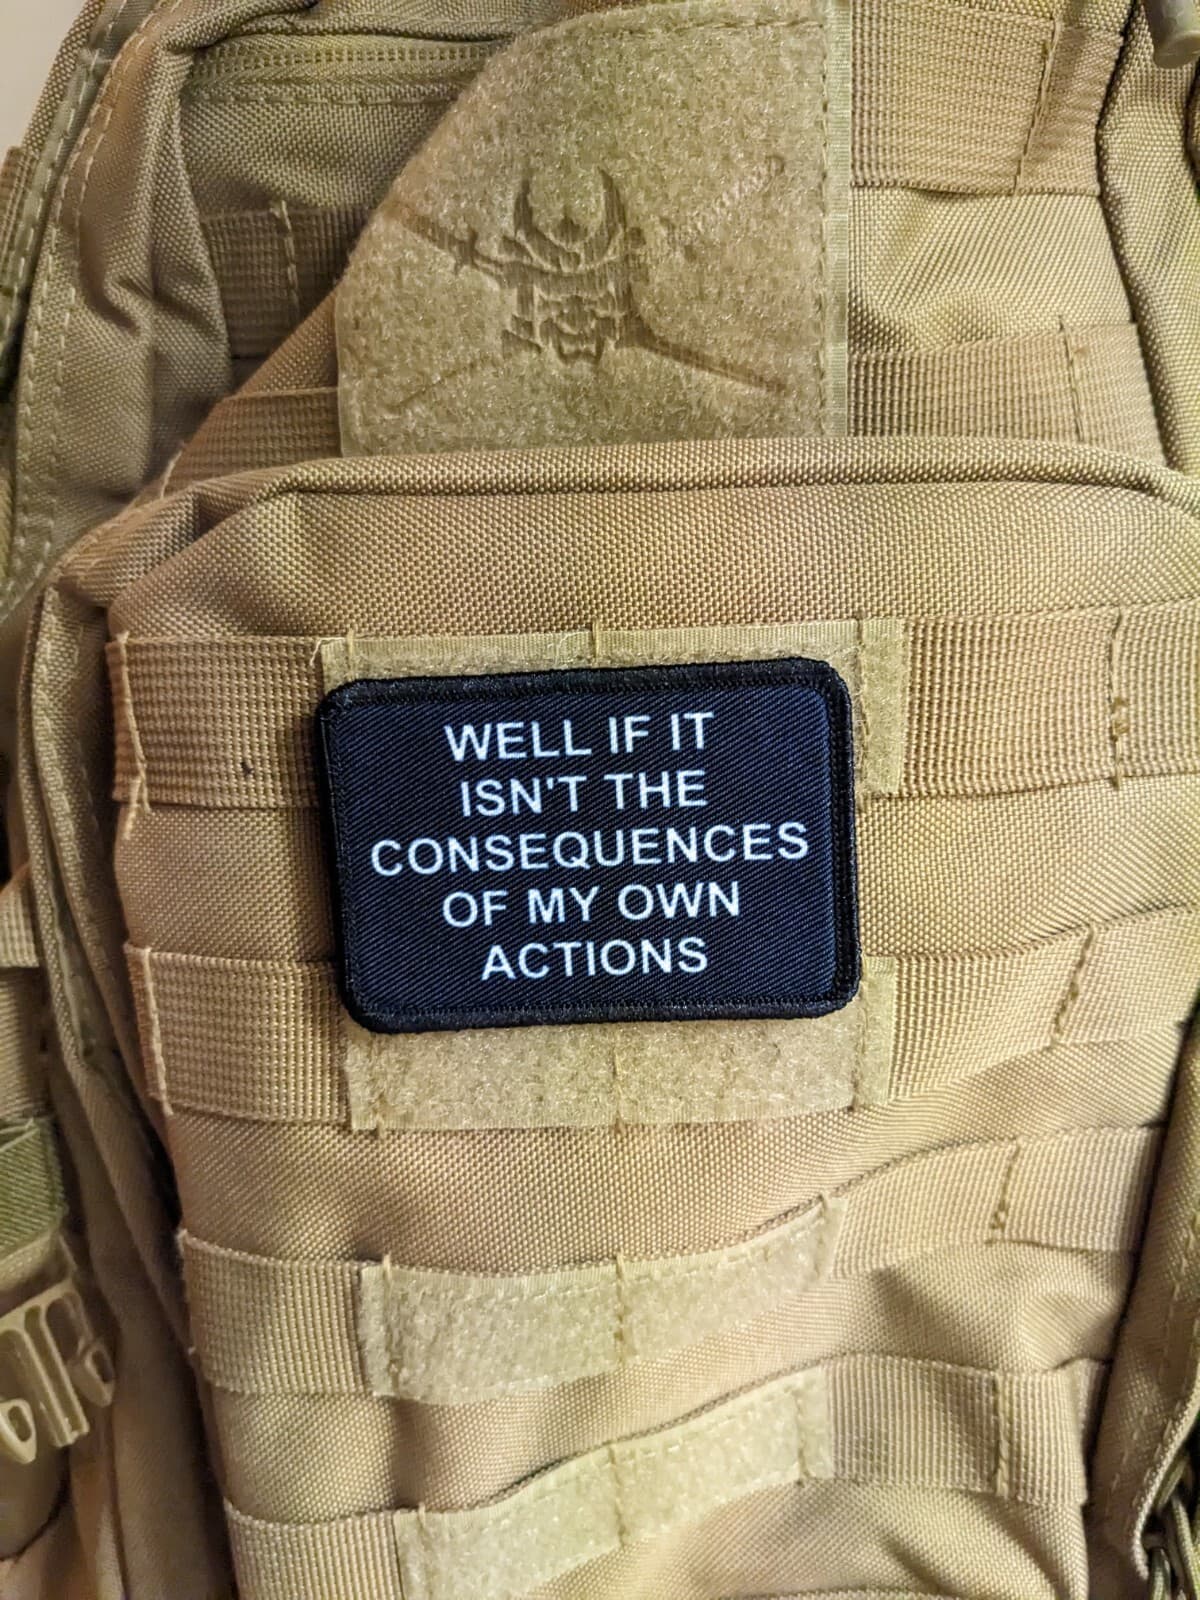 WELL IF IT
ISN'T THE
CONSEQUENCES
OF MY OWN
ACTIONS